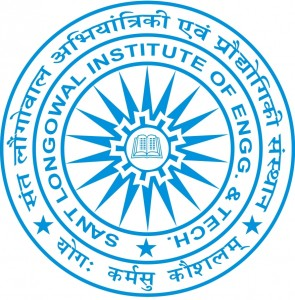 संत लौंगोवाल अभियांत्रिकी एवं प्रौद्योगिकी संस्थान
SANT LONGOWAL INSTITUTE OF ENGG. & TECH.
योगः कर्मसु कौशलम्